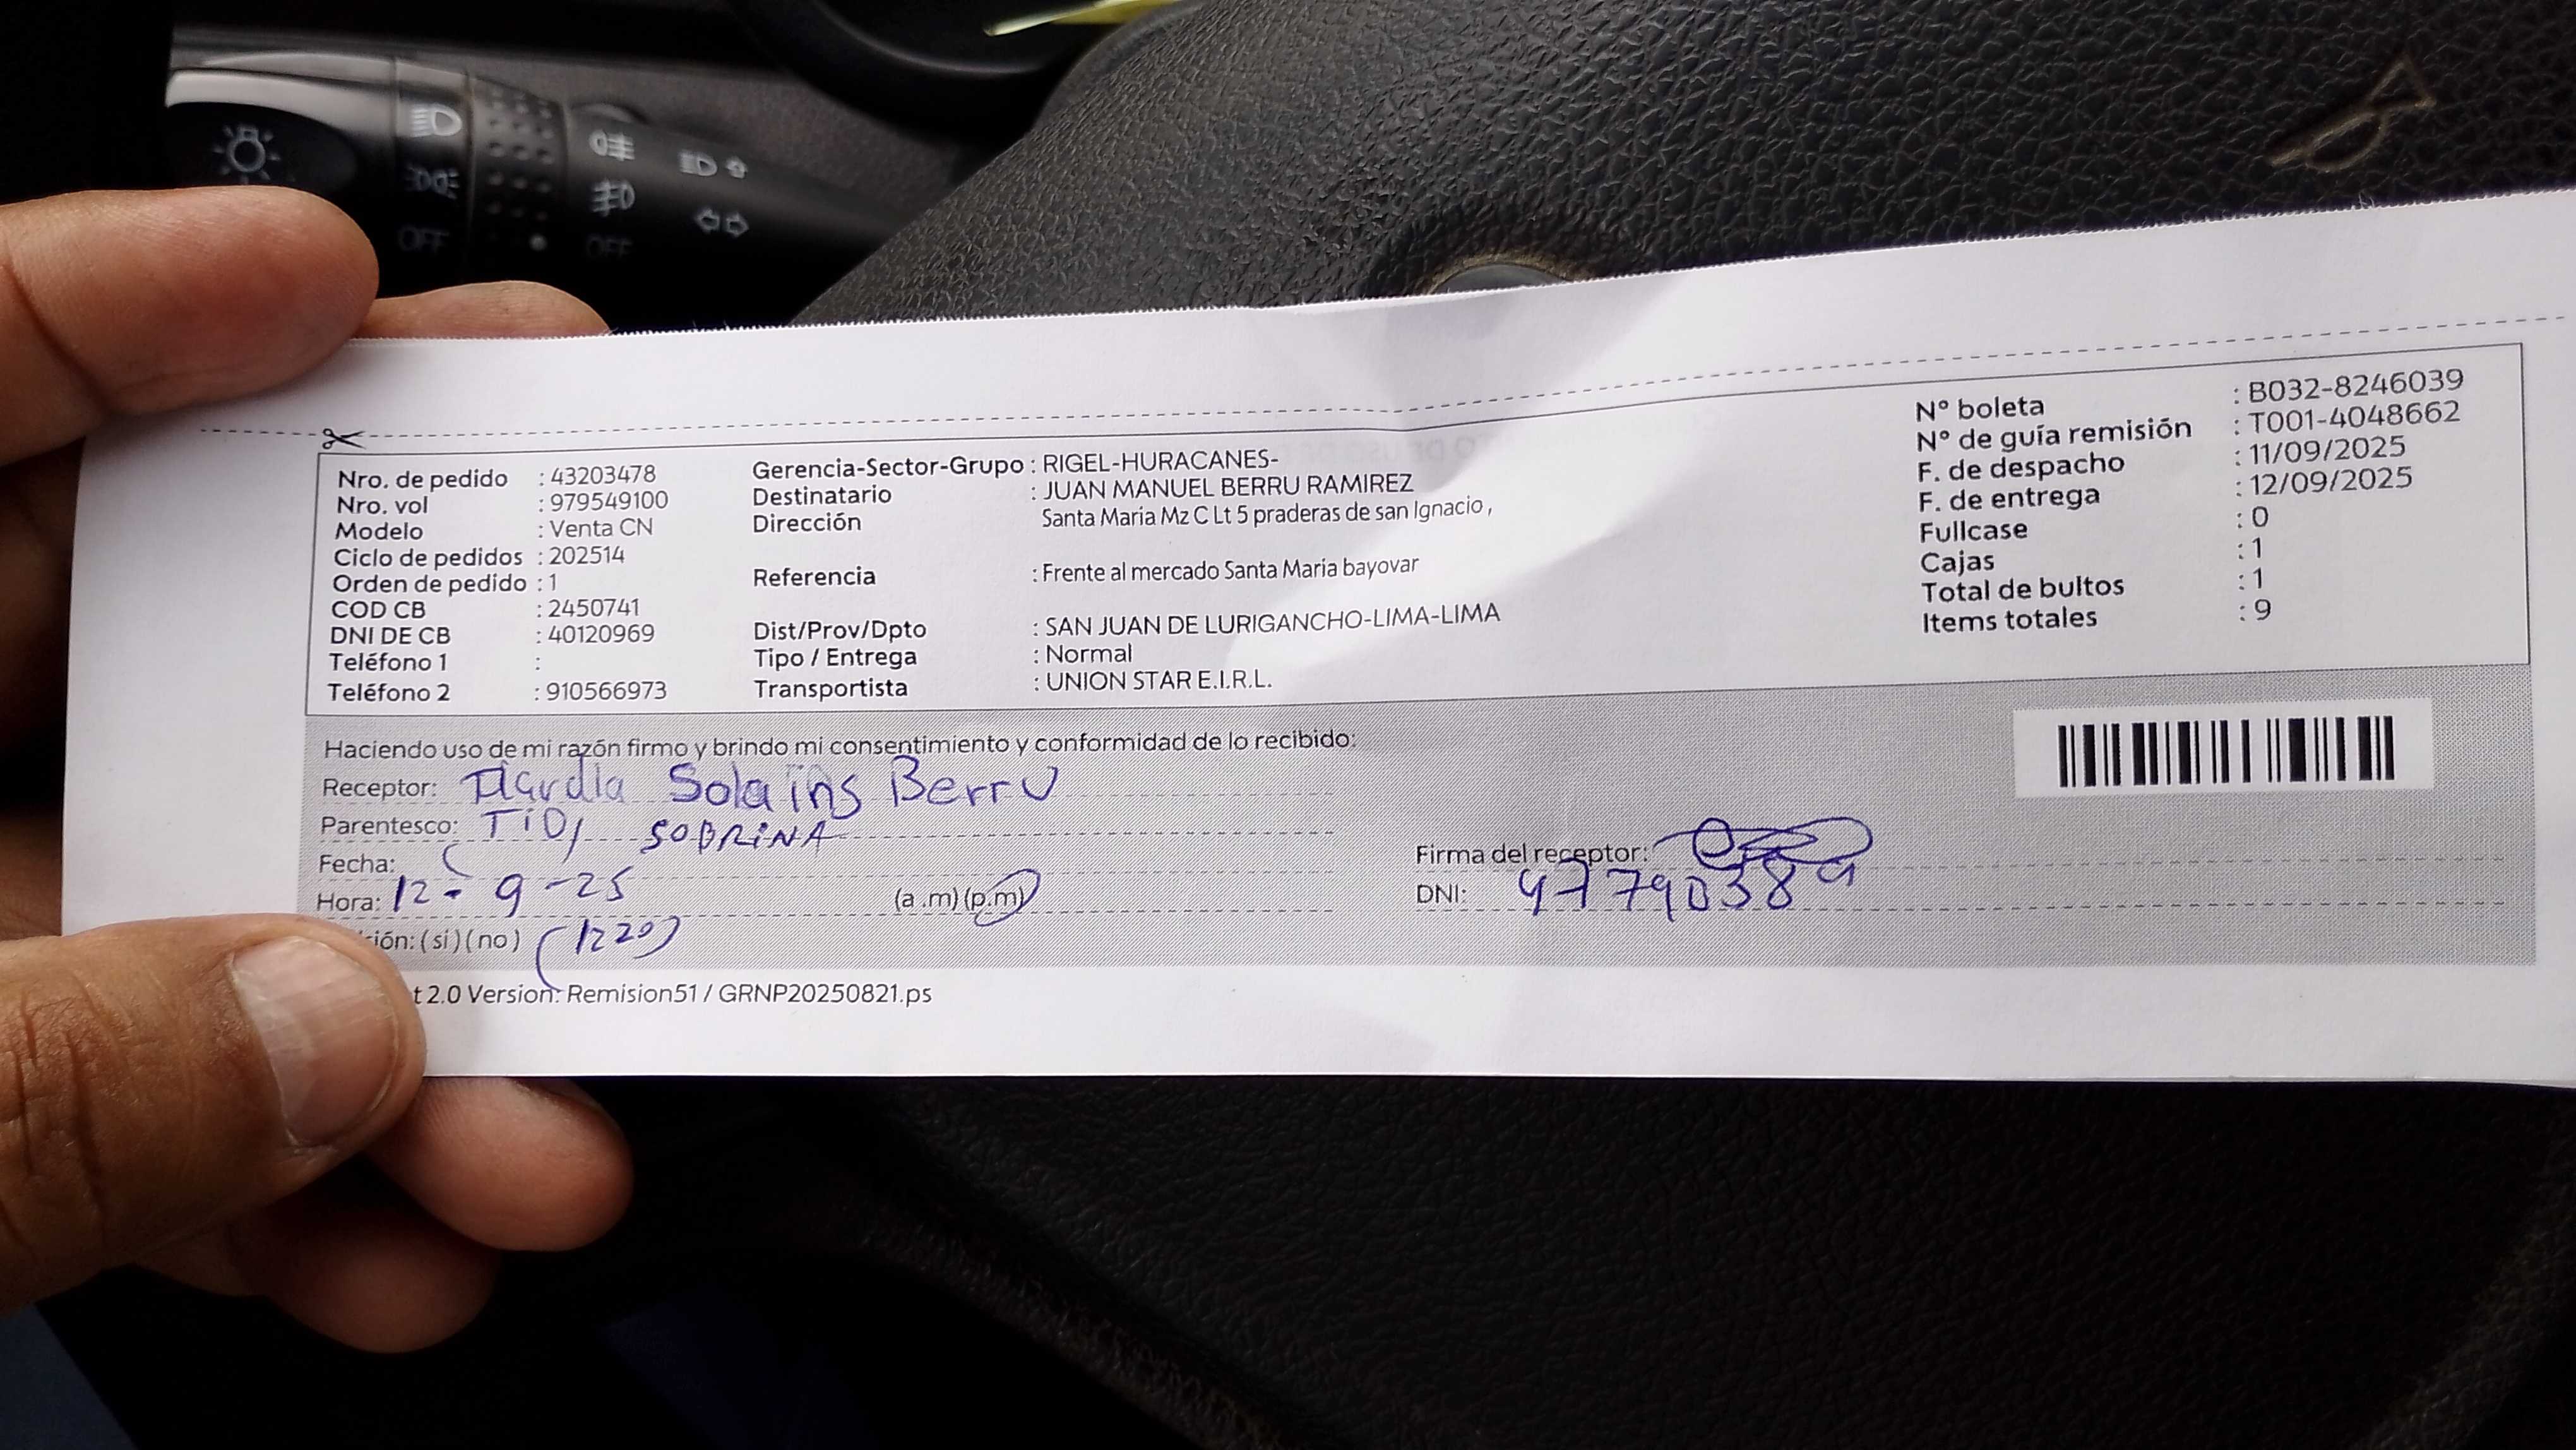 OFF OFF
Nro. de pedido : 43203478
Nro. vol : 979549100
Modelo : Venta CN
Ciclo de pedidos : 202514
Orden de pedido : 1
COD CB : 2450741
DNI DE CB : 40120969
Teléfono 1 :
Teléfono 2 : 910566973
Gerencia-Sector-Grupo : RIGEL-HURACANES-
Destinatario : JUAN MANUEL BERRU RAMIREZ
Dirección Santa Maria Mz C Lt 5 praderas de san Ignacio ,
Referencia : Frente al mercado Santa Maria bayovar
Dist/Prov/Dpto : SAN JUAN DE LURIGANCHO-LIMA-LIMA
Tipo / Entrega : Normal
Transportista : UNION STAR E.I.R.L.
N° boleta : B032-8246039
N° de guía remisión : T001-4048662
F. de despacho : 11/09/2025
F. de entrega : 12/09/2025
Fullcase : 0
Cajas : 1
Total de bultos : 1
Items totales : 9
Haciendo uso de mi razón firmo y brindo mi consentimiento y conformidad de lo recibido:
Receptor: Berru
Parentesco: TiO, SOBRiNA
Fecha:
Hora: 12 - 9 -25 (a .m) (p.m)
ión: ( si ) ( no ) (1220)
Firma del receptor:
DNI: 47790389
t 2.0 Version: Remision51 / GRNP20250821.ps